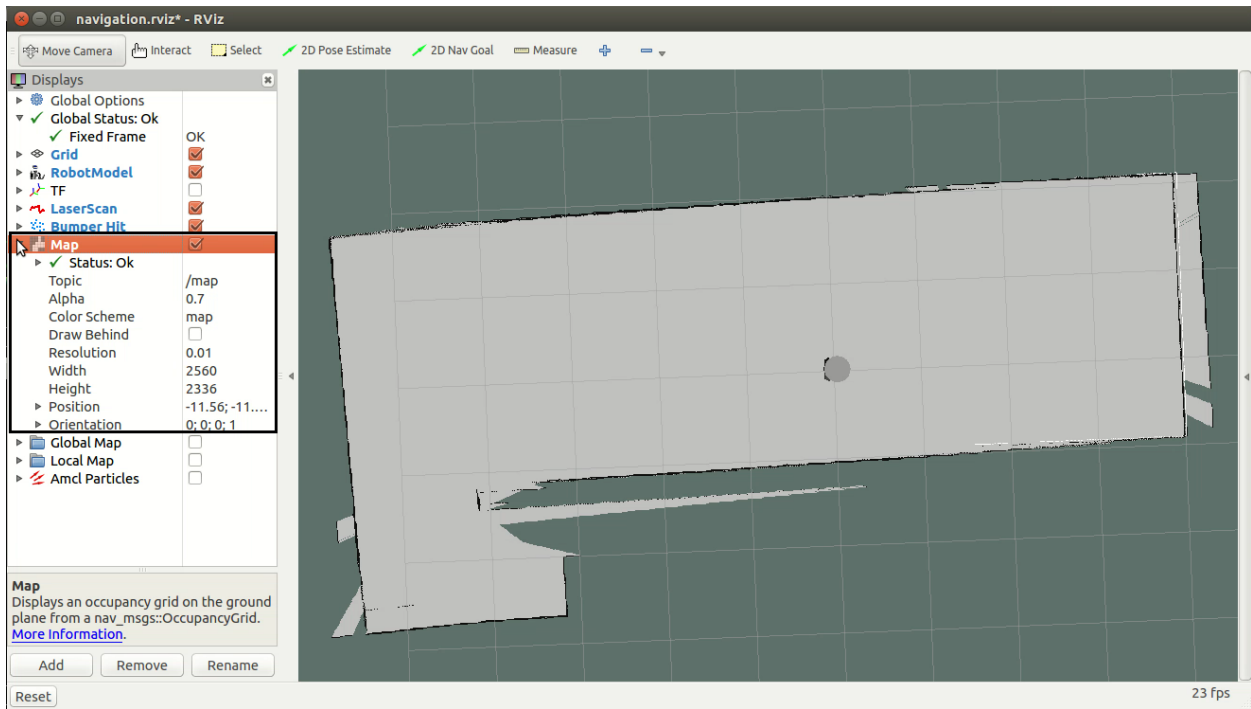 navigation.rviz* - RViz
Move Camera Interact Select 2D Pose Estimate 2D Nav Goal Measure
Displays
Global Options
Global Status: Ok
Fixed Frame OK
Grid
RobotModel
TF
LaserScan
Bumper Hit
Map
Status: Ok
Topic /map
Alpha 0.7
Color Scheme map
Draw Behind
Resolution 0.01
Width 2560
Height 2336
Position -11.56; -11....
Orientation 0; 0; 0; 1
Global Map
Local Map
Amcl Particles
Map
Displays an occupancy grid on the ground
plane from a nav_msgs::OccupancyGrid.
More Information.
Add Remove Rename
Reset 23 fps